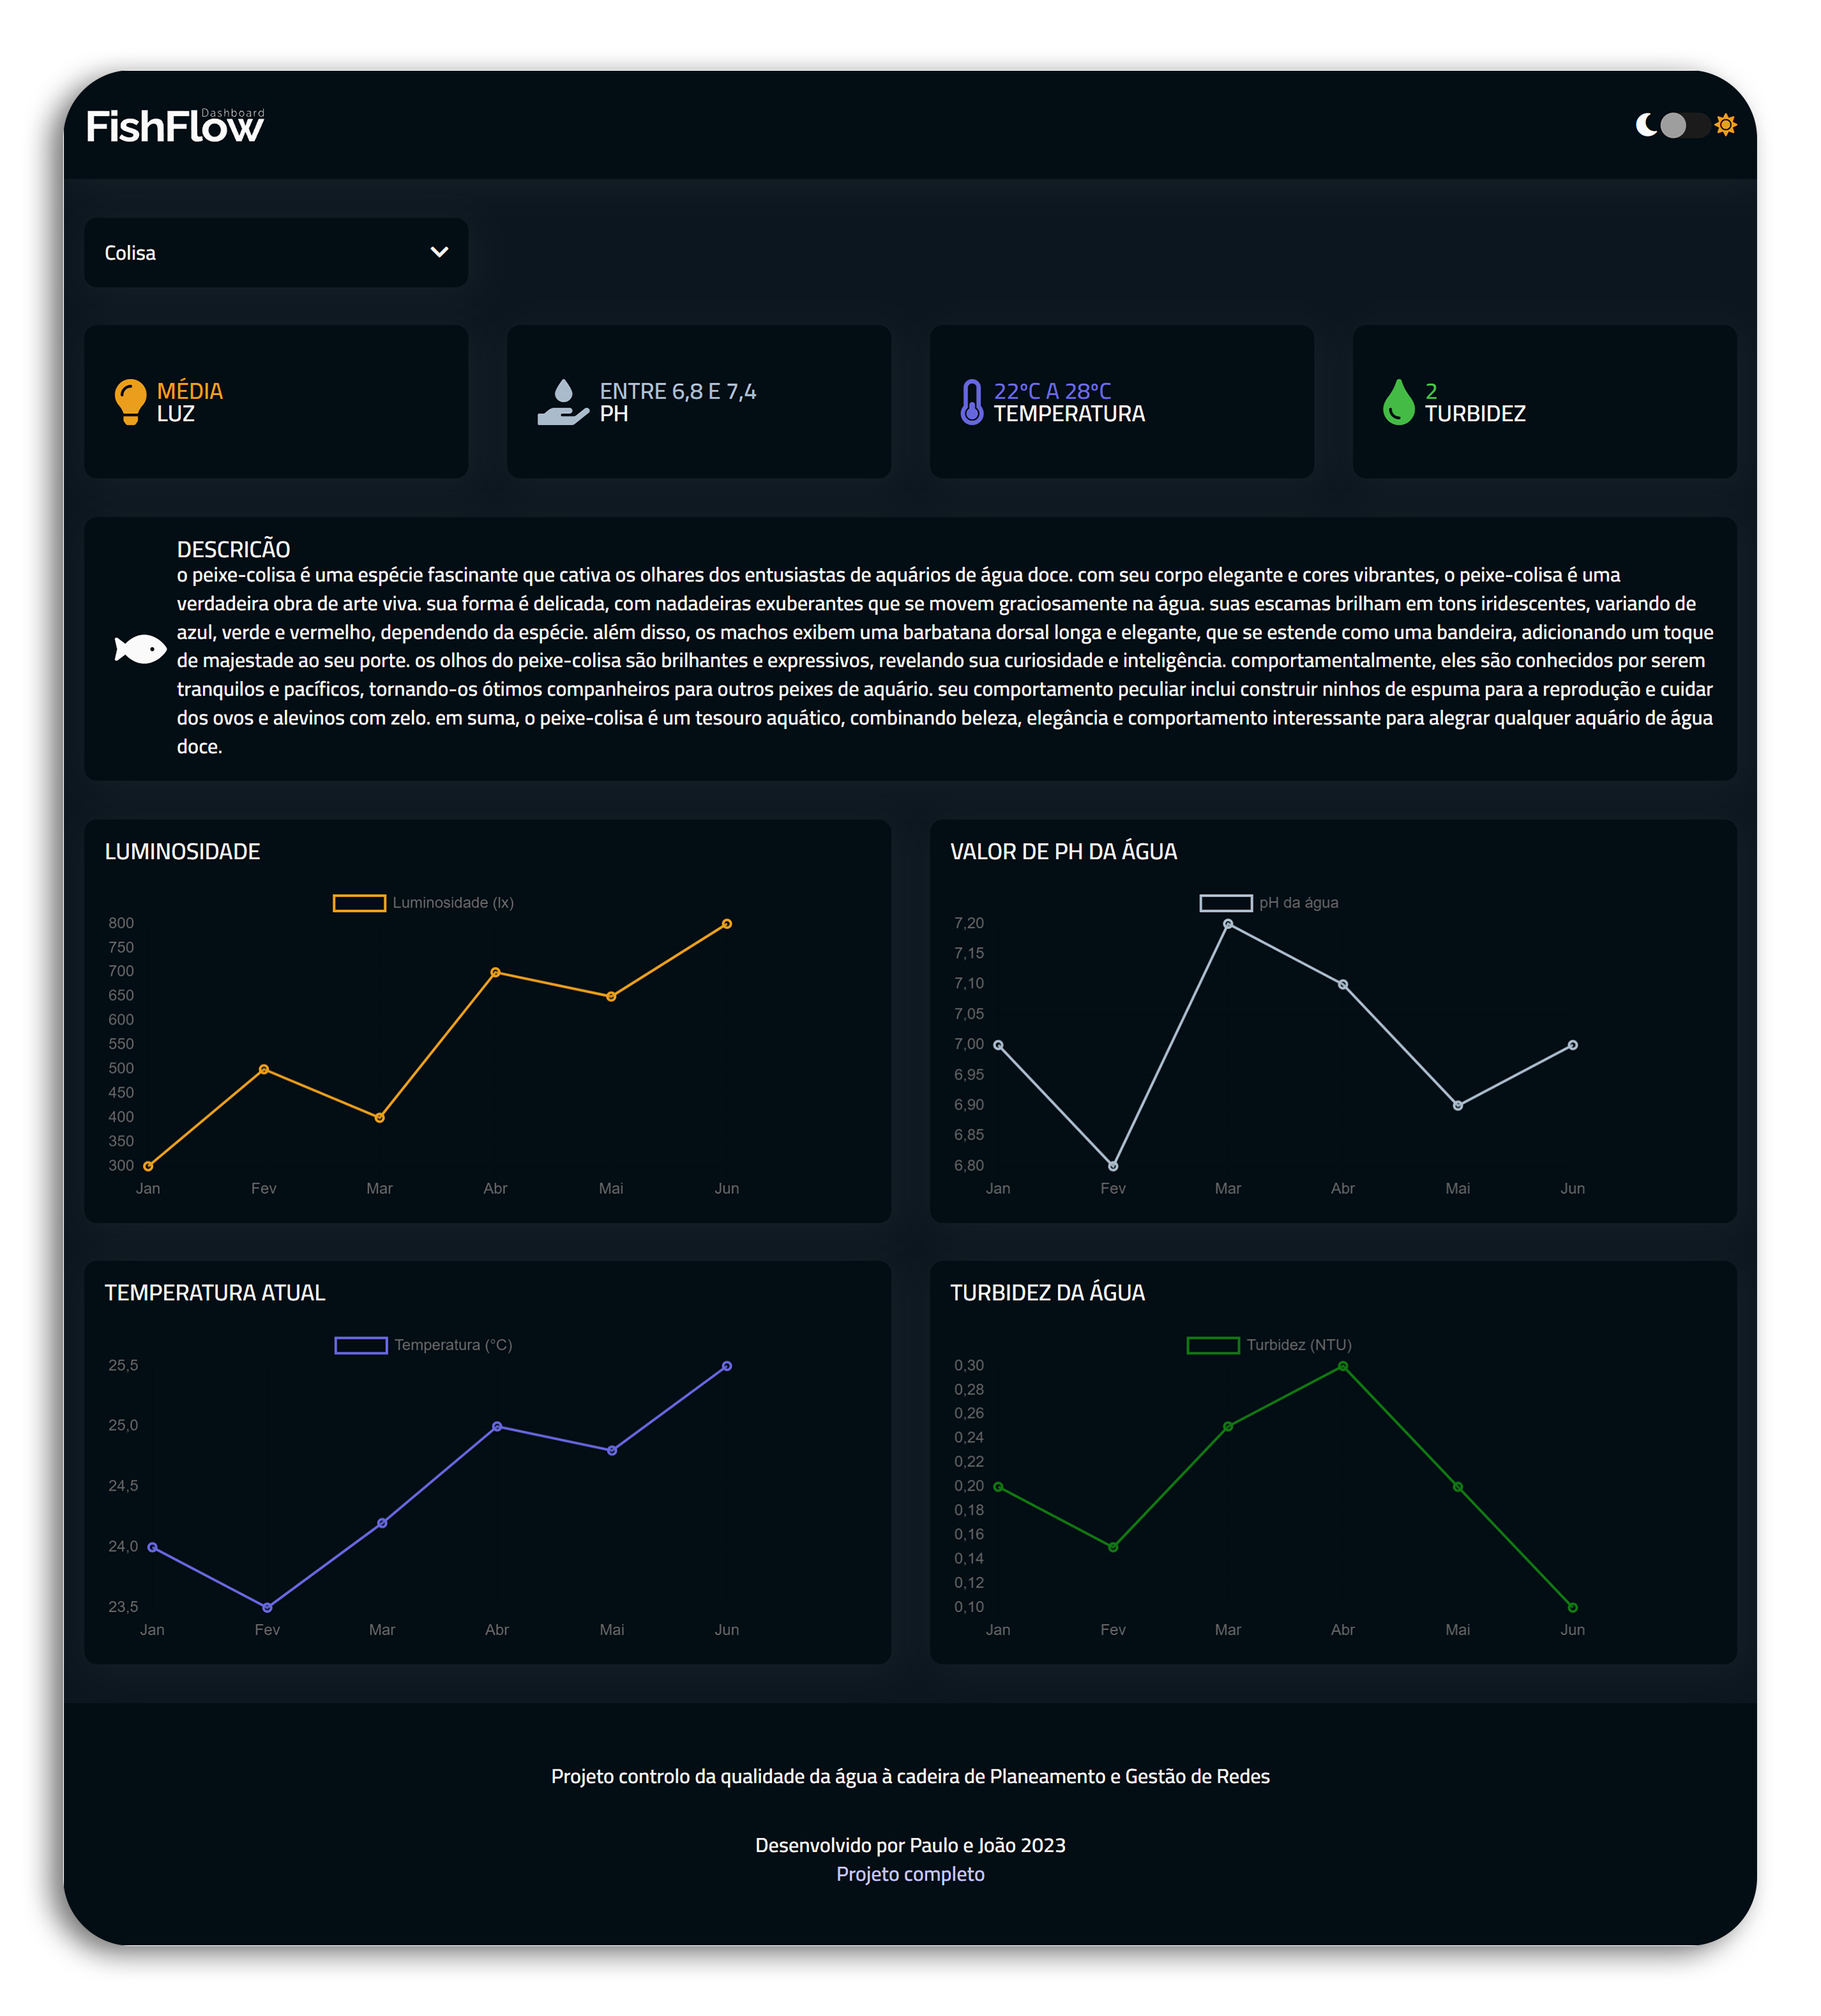 FishFlow Dashboard
Colisa
MÉDIA
LUZ
ENTRE 6,8 E 7,4
PH
22ºC A 28ºC
TEMPERATURA
2
TURBIDEZ
DESCRICÃO
o peixe-colisa é uma espécie fascinante que cativa os olhares dos entusiastas de aquários de água doce. com seu corpo elegante e cores vibrantes, o peixe-colisa é uma
verdadeira obra de arte viva. sua forma é delicada, com nadadeiras exuberantes que se movem graciosamente na água. suas escamas brilham em tons iridescentes, variando de
azul, verde e vermelho, dependendo da espécie. além disso, os machos exibem uma barbatana dorsal longa e elegante, que se estende como uma bandeira, adicionando um toque
de majestade ao seu porte. os olhos do peixe-colisa são brilhantes e expressivos, revelando sua curiosidade e inteligência. comportamentalmente, eles são conhecidos por serem
tranquilos e pacíficos, tornando-os ótimos companheiros para outros peixes de aquário. seu comportamento peculiar inclui construir ninhos de espuma para a reprodução e cuidar
dos ovos e alevinos com zelo. em suma, o peixe-colisa é um tesouro aquático, combinando beleza, elegância e comportamento interessante para alegrar qualquer aquário de água
doce.
LUMINOSIDADE
Luminosidade (lx)
800
750
700
650
600
550
500
450
400
350
300
Jan Fev Mar Abr Mai Jun
VALOR DE PH DA ÁGUA
pH da água
7,20
7,15
7,10
7,05
7,00
6,95
6,90
6,85
6,80
Jan Fev Mar Abr Mai Jun
TEMPERATURA ATUAL
Temperatura (°C)
25,5
25,0
24,5
24,0
23,5
Jan Fev Mar Abr Mai Jun
TURBIDEZ DA ÁGUA
Turbidez (NTU)
0,30
0,28
0,26
0,24
0,22
0,20
0,18
0,16
0,14
0,12
0,10
Jan Fev Mar Abr Mai Jun
Projeto controlo da qualidade da água à cadeira de Planeamento e Gestão de Redes
Desenvolvido por Paulo e João 2023
Projeto completo